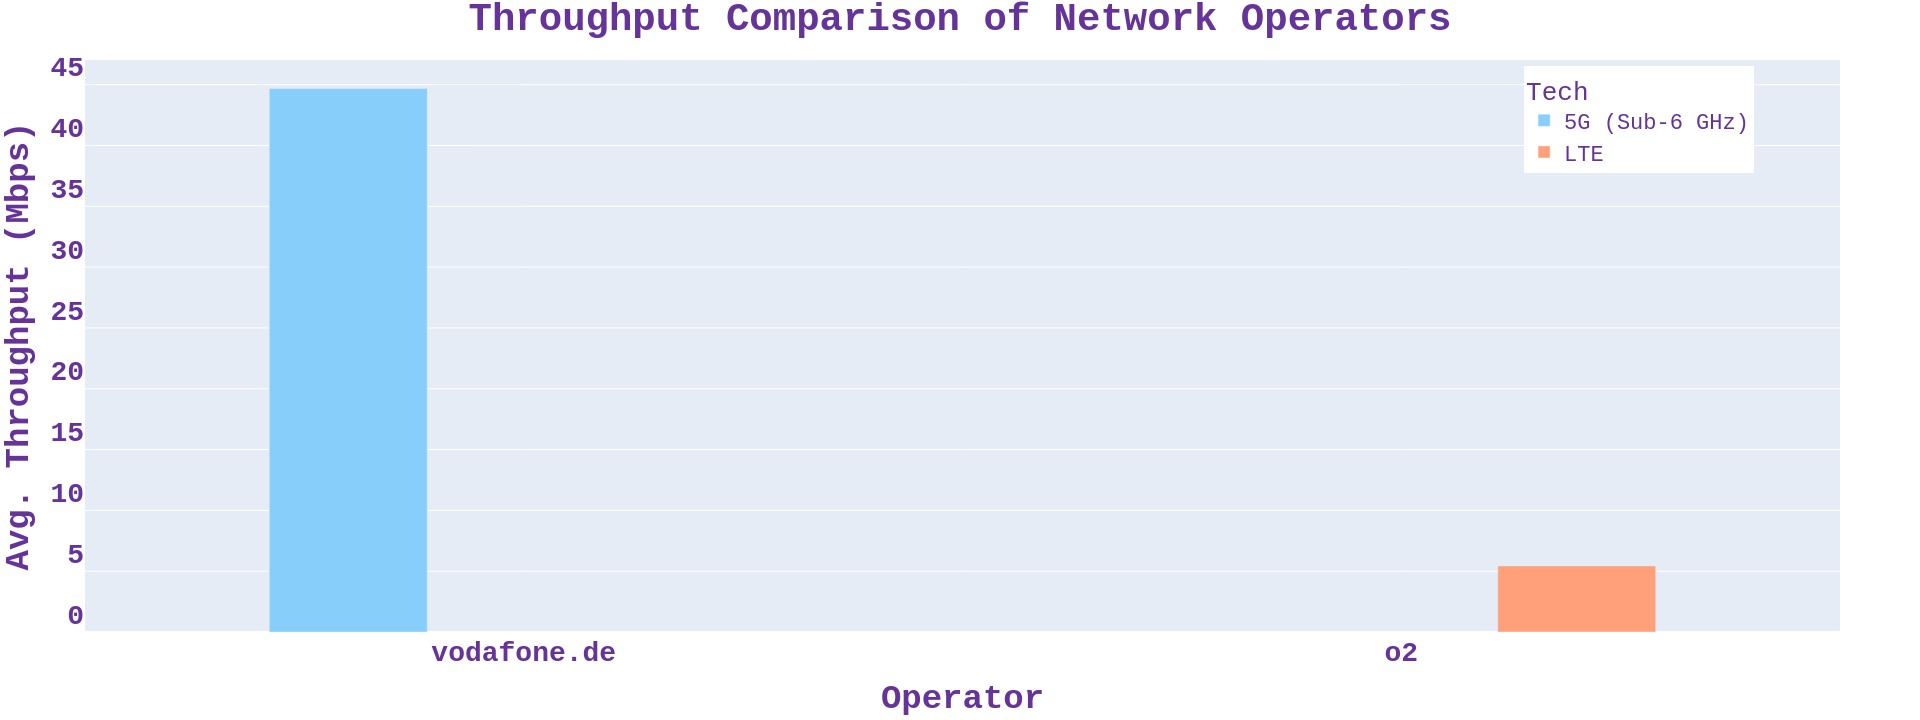 Throughput Comparison of Network Operators
45
40
35
30
25
20
15
10
5
0
Avg. Throughput (Mbps)
Tech
5G (Sub-6 GHz)
LTE
vodafone.de
o2
Operator